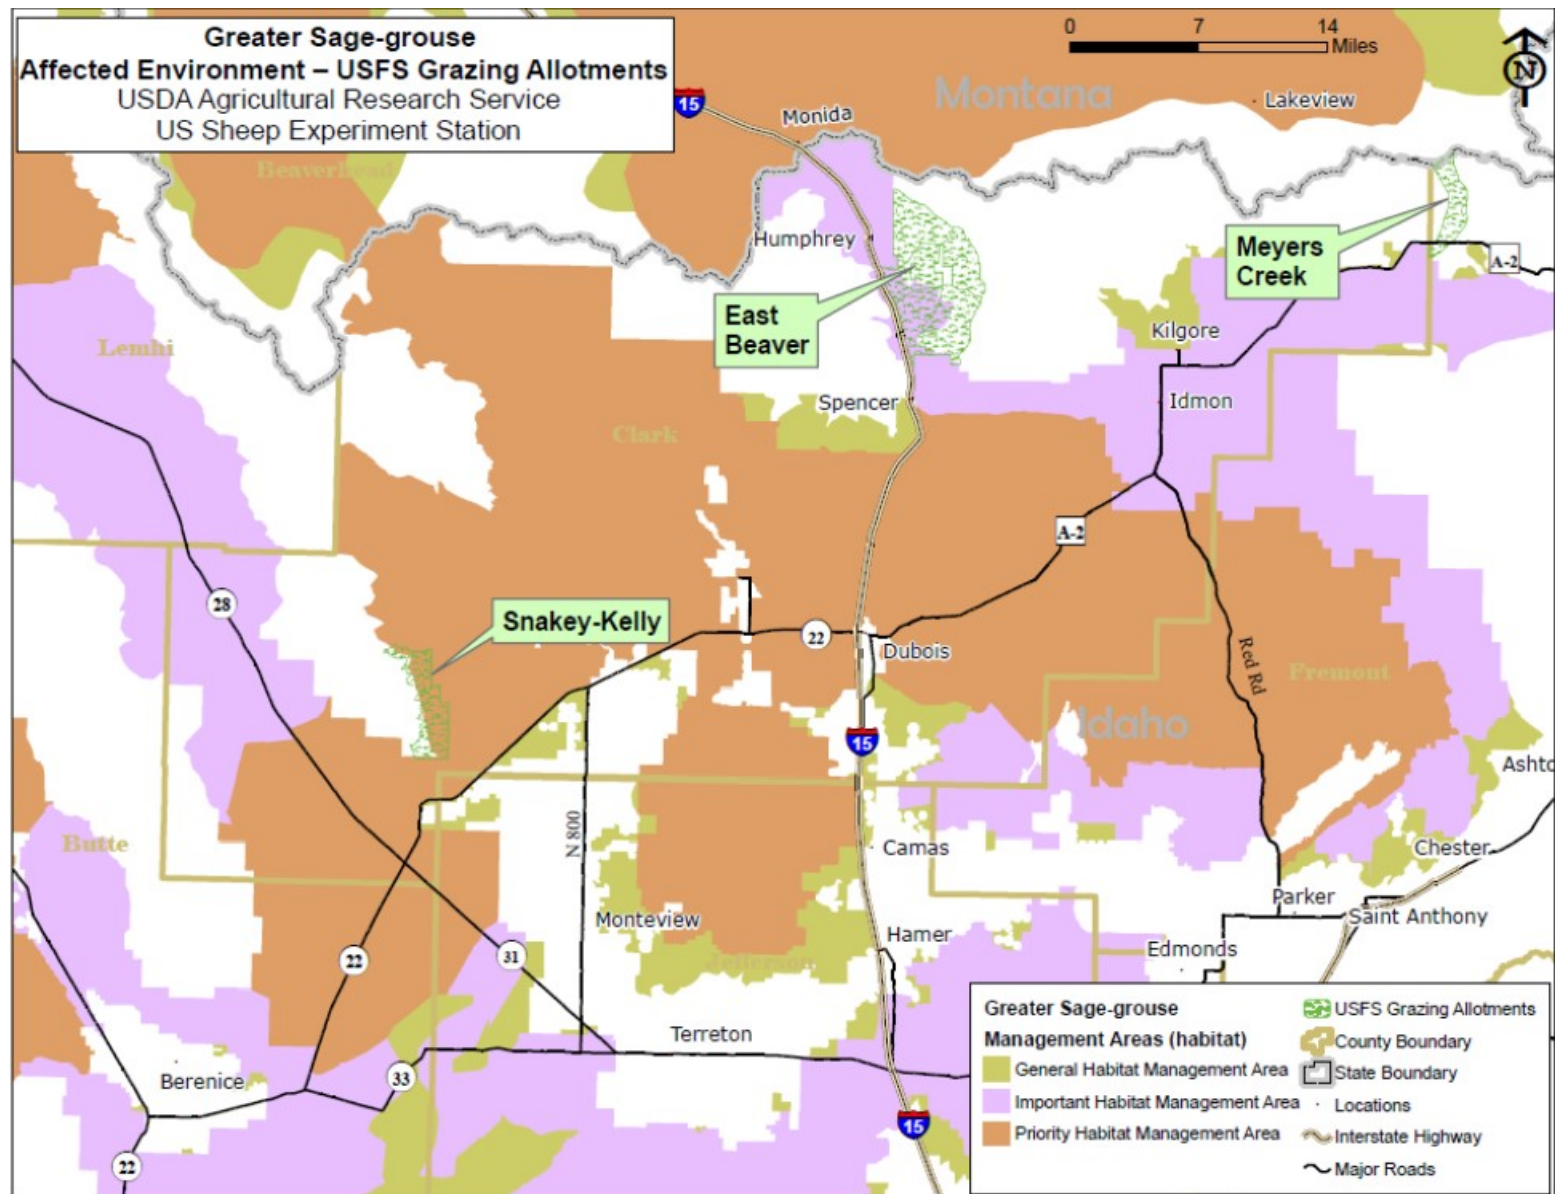 Greater Sage-grouse
Affected Environment – USFS Grazing Allotments
USDA Agricultural Research Service
US Sheep Experiment Station
0 7 14
Miles
N
Montana
Lakeview
15
Monida
Beaverhead
Humphrey
Meyers
Creek
A-2
East
Beaver
Kilgore
Lemhi
Idmon
Spencer
Clark
A-2
28
Snakey-Kelly
22
Dubois
Red Rd
Fremont
Idaho
15
Ashto
N 800
Butte
Camas
Chester
Parker
Monteview
Saint Anthony
Hamer
Edmonds
22
31
Jefferson
Terreton
Berenice
33
15
22
Greater Sage-grouse
Management Areas (habitat)
General Habitat Management Area
Important Habitat Management Area
Priority Habitat Management Area
USFS Grazing Allotments
County Boundary
State Boundary
Locations
Interstate Highway
Major Roads